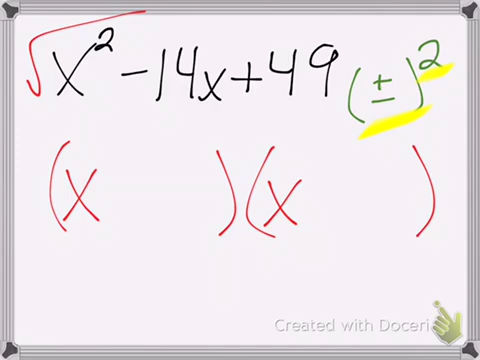 √x² - 14x + 49 (±)²
(x )(x )
Created with Doceri